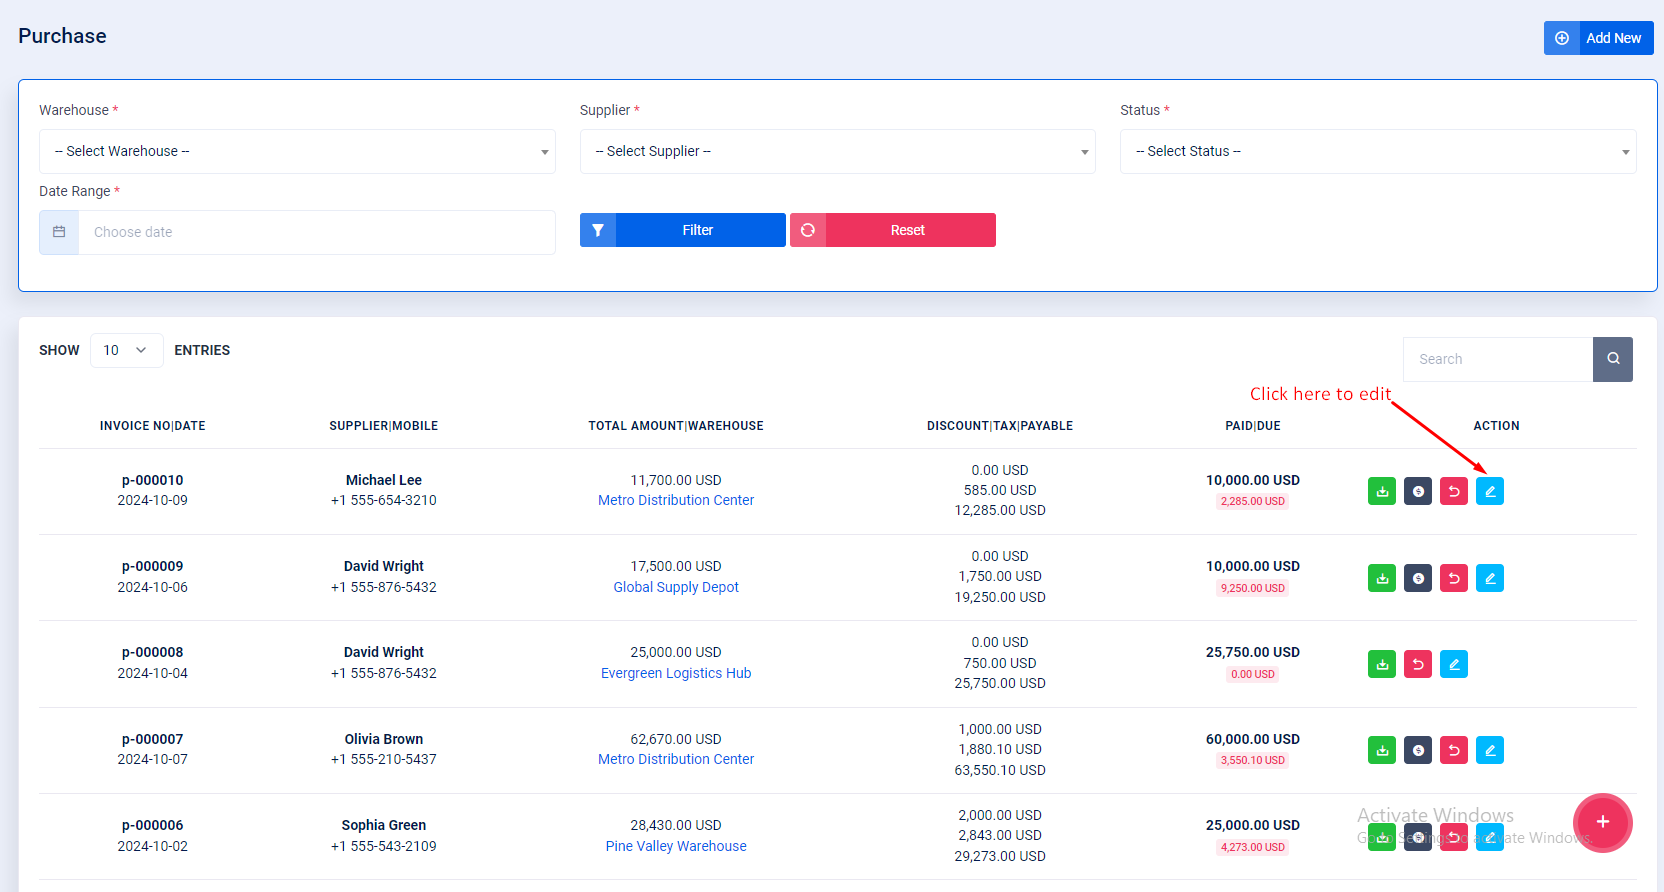 Purchase
Add New
Warehouse *
Supplier *
Status *
-- Select Warehouse --
-- Select Supplier --
-- Select Status --
Date Range *
Choose date
Filter
Reset
SHOW 10 ENTRIES
Search
Click here to edit
INVOICE NO|DATE SUPPLIER|MOBILE TOTAL AMOUNT|WAREHOUSE DISCOUNT|TAX|PAYABLE PAID|DUE ACTION
p-000010
2024-10-09
Michael Lee
+1 555-654-3210
11,700.00 USD
Metro Distribution Center
0.00 USD
585.00 USD
12,285.00 USD
10,000.00 USD
2,285.00 USD
p-000009
2024-10-06
David Wright
+1 555-876-5432
17,500.00 USD
Global Supply Depot
0.00 USD
1,750.00 USD
19,250.00 USD
10,000.00 USD
9,250.00 USD
p-000008
2024-10-04
David Wright
+1 555-876-5432
25,000.00 USD
Evergreen Logistics Hub
0.00 USD
750.00 USD
25,750.00 USD
25,750.00 USD
0.00 USD
p-000007
2024-10-07
Olivia Brown
+1 555-210-5437
62,670.00 USD
Metro Distribution Center
1,000.00 USD
1,880.10 USD
63,550.10 USD
60,000.00 USD
3,550.10 USD
p-000006
2024-10-02
Sophia Green
+1 555-543-2109
28,430.00 USD
Pine Valley Warehouse
2,000.00 USD
2,843.00 USD
29,273.00 USD
25,000.00 USD
4,273.00 USD
Activate Windows
Go to Settings to activate Windows.